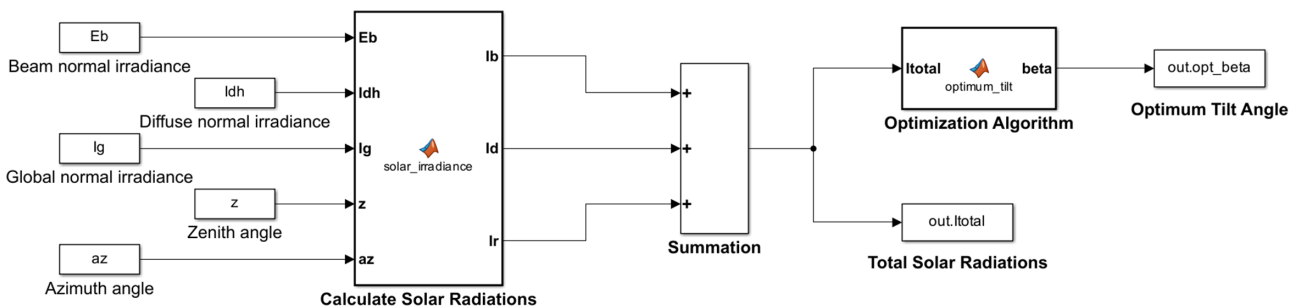 Eb
Beam normal irradiance
Idh
Diffuse normal irradiance
Ig
Global normal irradiance
z
Zenith angle
az
Azimuth angle
Eb
Idh
Ig
z
az
solar_irradiance
Ib
Id
Ir
Calculate Solar Radiations
+
+
+
Summation
Itotal
optimum_tilt
beta
Optimization Algorithm
out.opt_beta
Optimum Tilt Angle
out.Itotal
Total Solar Radiations